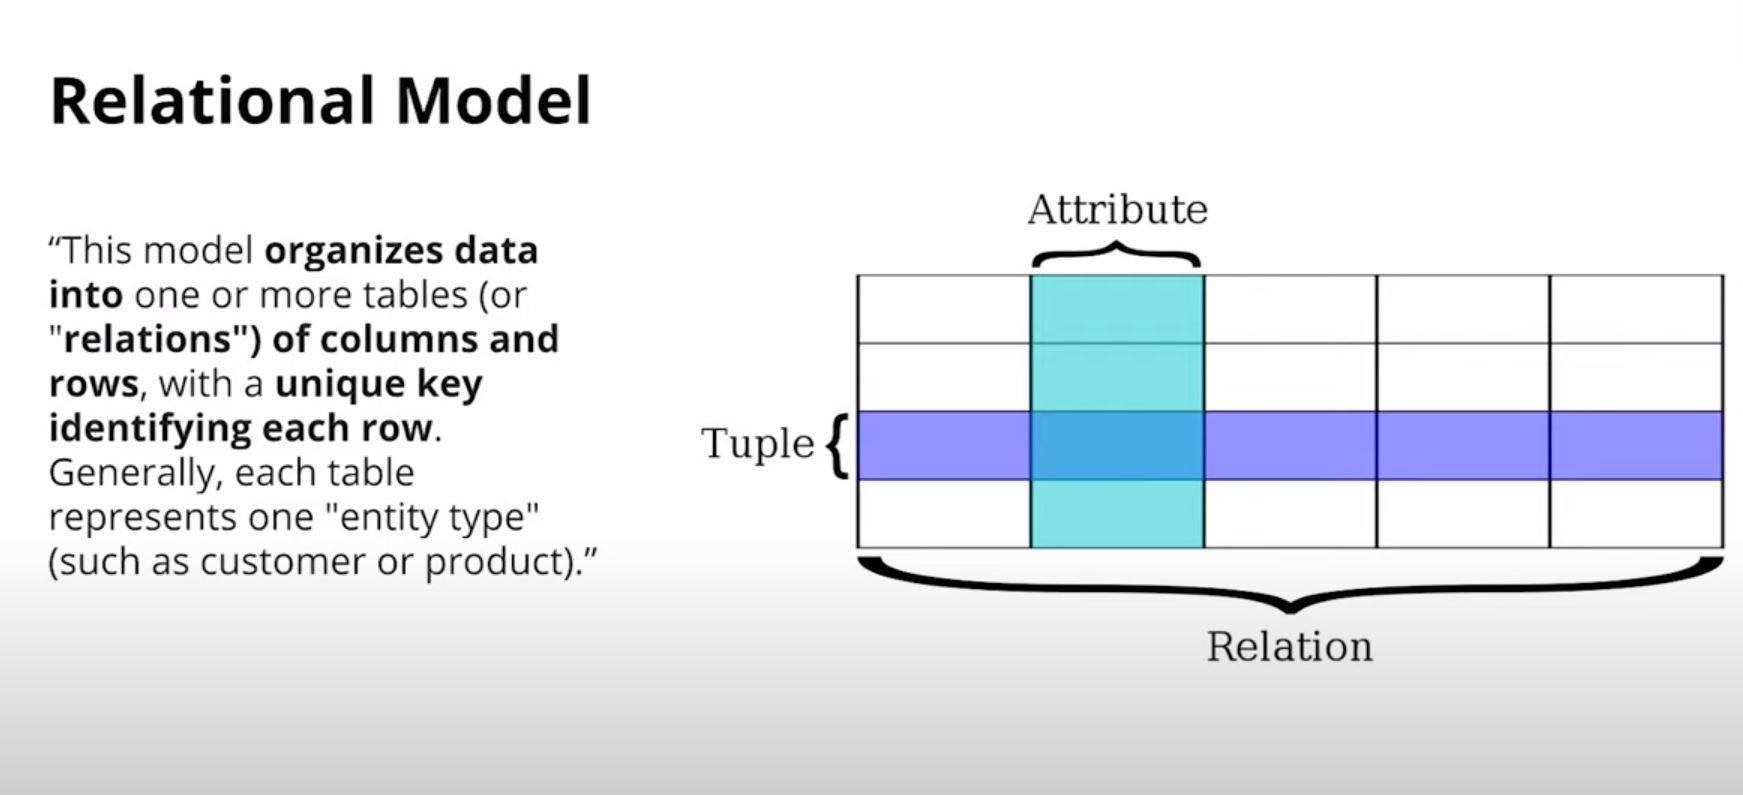 Relational Model
“This model organizes data
into one or more tables (or
"relations") of columns and
rows, with a unique key
identifying each row.
Generally, each table
represents one "entity type"
(such as customer or product).”
Attribute
Tuple {
Relation